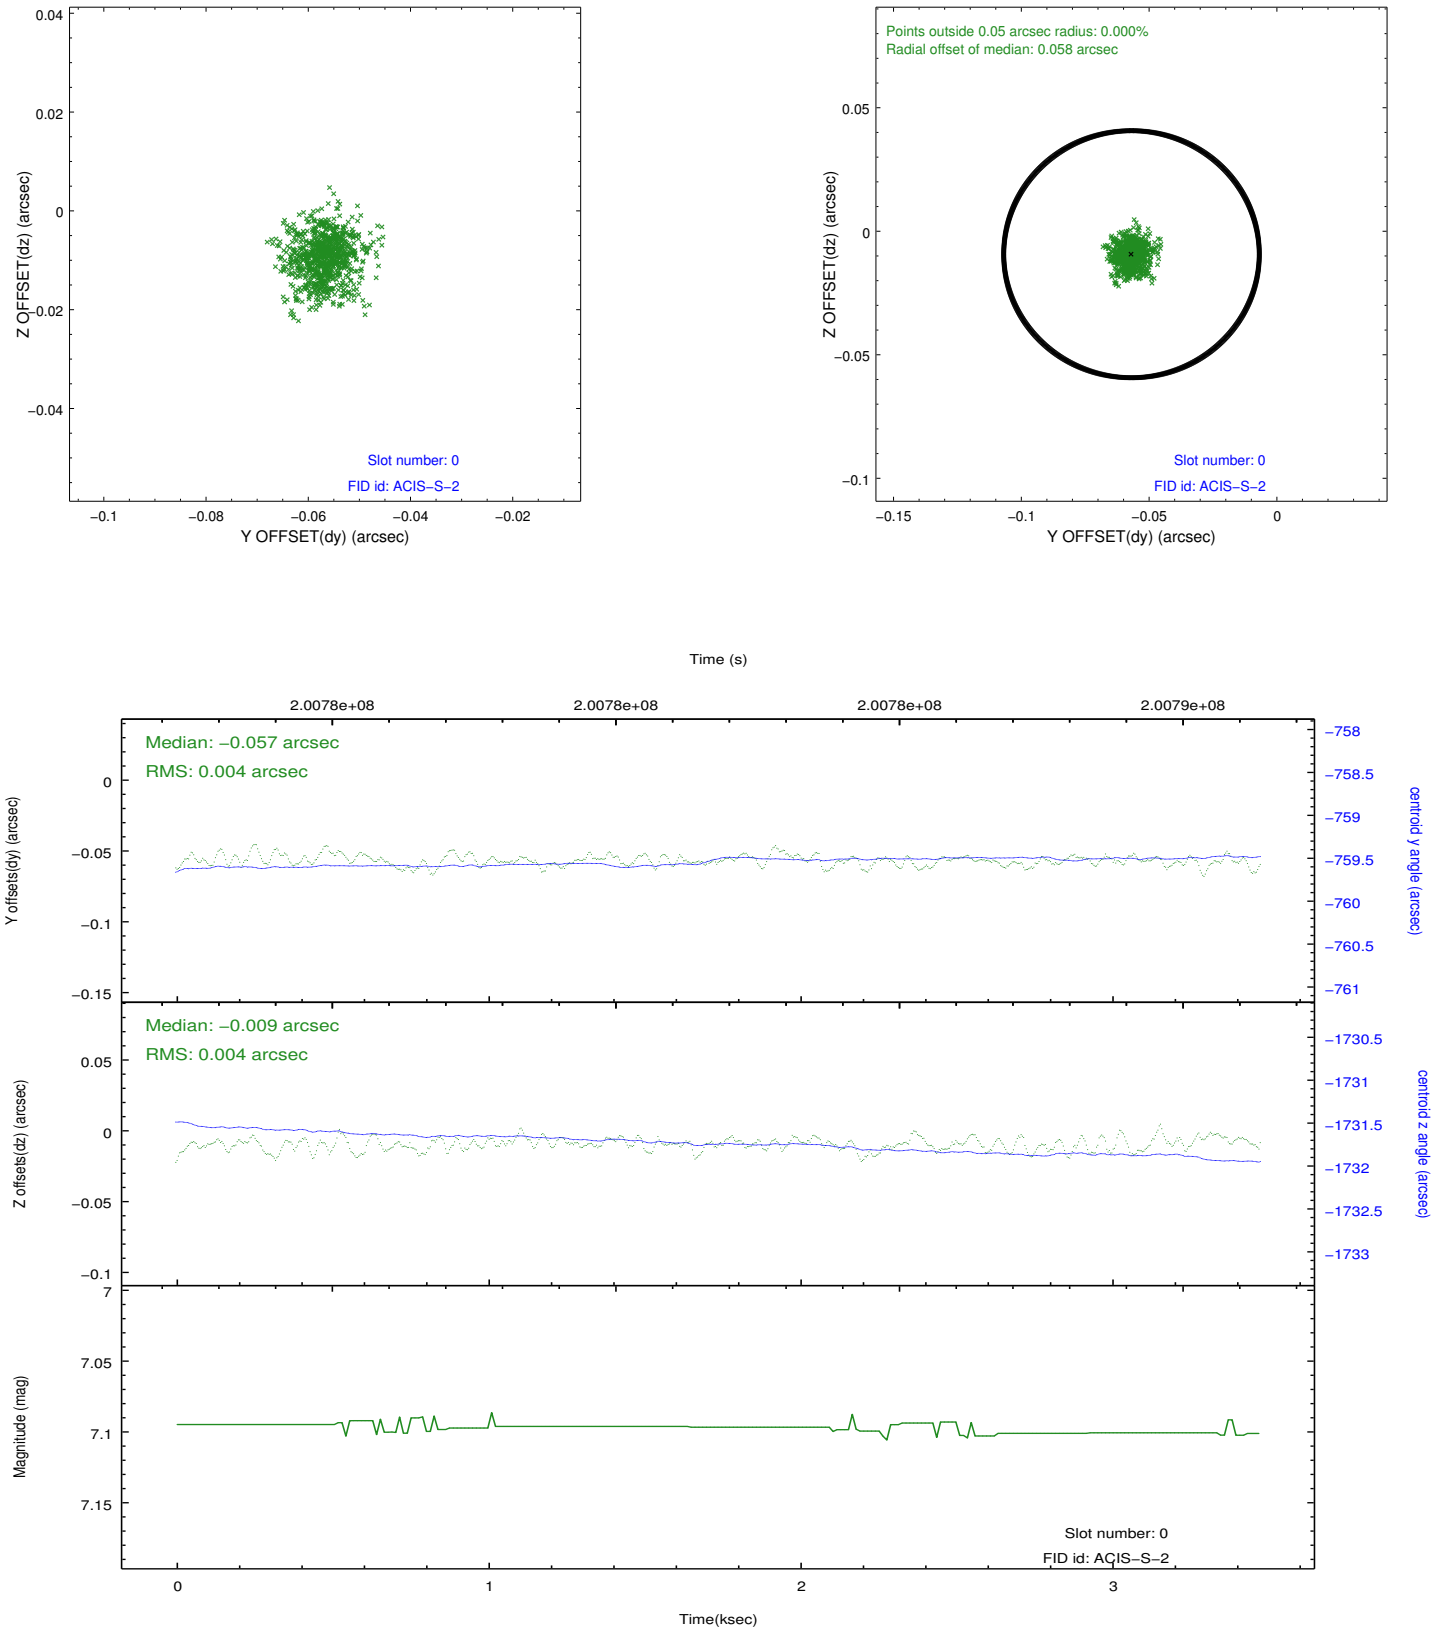 0.04
0.02
0
−0.02
−0.04
Z OFFSET(dz) (arcsec)
Slot number: 0
FID id: ACIS−S−2
−0.1
−0.08
−0.06
−0.04
−0.02
Y OFFSET(dy) (arcsec)
Points outside 0.05 arcsec radius: 0.000%
Radial offset of median: 0.058 arcsec
0.05
0
−0.05
−0.1
Z OFFSET(dz) (arcsec)
Slot number: 0
FID id: ACIS−S−2
−0.15
−0.1
−0.05
0
Y OFFSET(dy) (arcsec)
Time (s)
2.0078e+08
2.0078e+08
2.0078e+08
2.0079e+08
Median: −0.057 arcsec
RMS: 0.004 arcsec
0
−0.05
−0.1
−0.15
Y offsets(dy) (arcsec)
−758
−758.5
−759
−759.5
−760
−760.5
−761
centroid y angle (arcsec)
Median: −0.009 arcsec
RMS: 0.004 arcsec
0.05
0
−0.05
−0.1
Z offsets(dz) (arcsec)
−1730.5
−1731
−1731.5
−1732
−1732.5
−1733
centroid z angle (arcsec)
7
7.05
7.1
7.15
Magnitude (mag)
Slot number: 0
FID id: ACIS−S−2
0
1
2
3
Time(ksec)